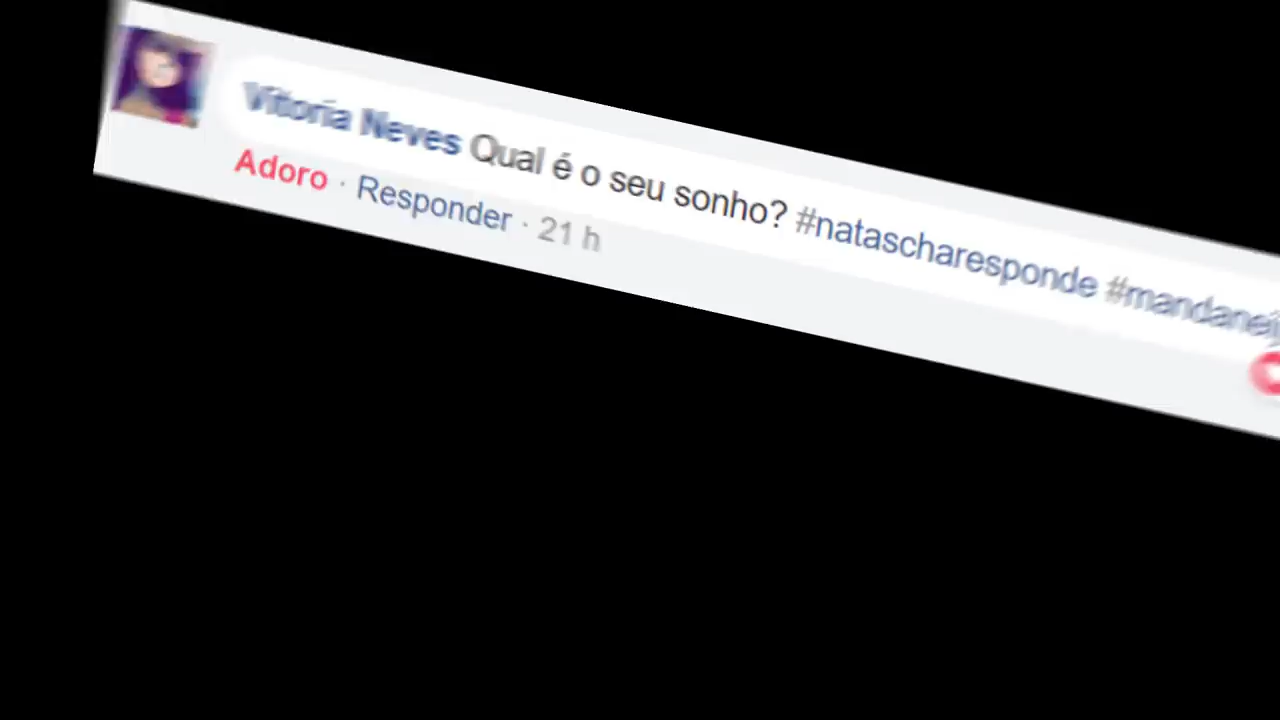 Vitoria Neves Qual é o seu sonho? #natascharesponde
Adoro · Responder · 21 h